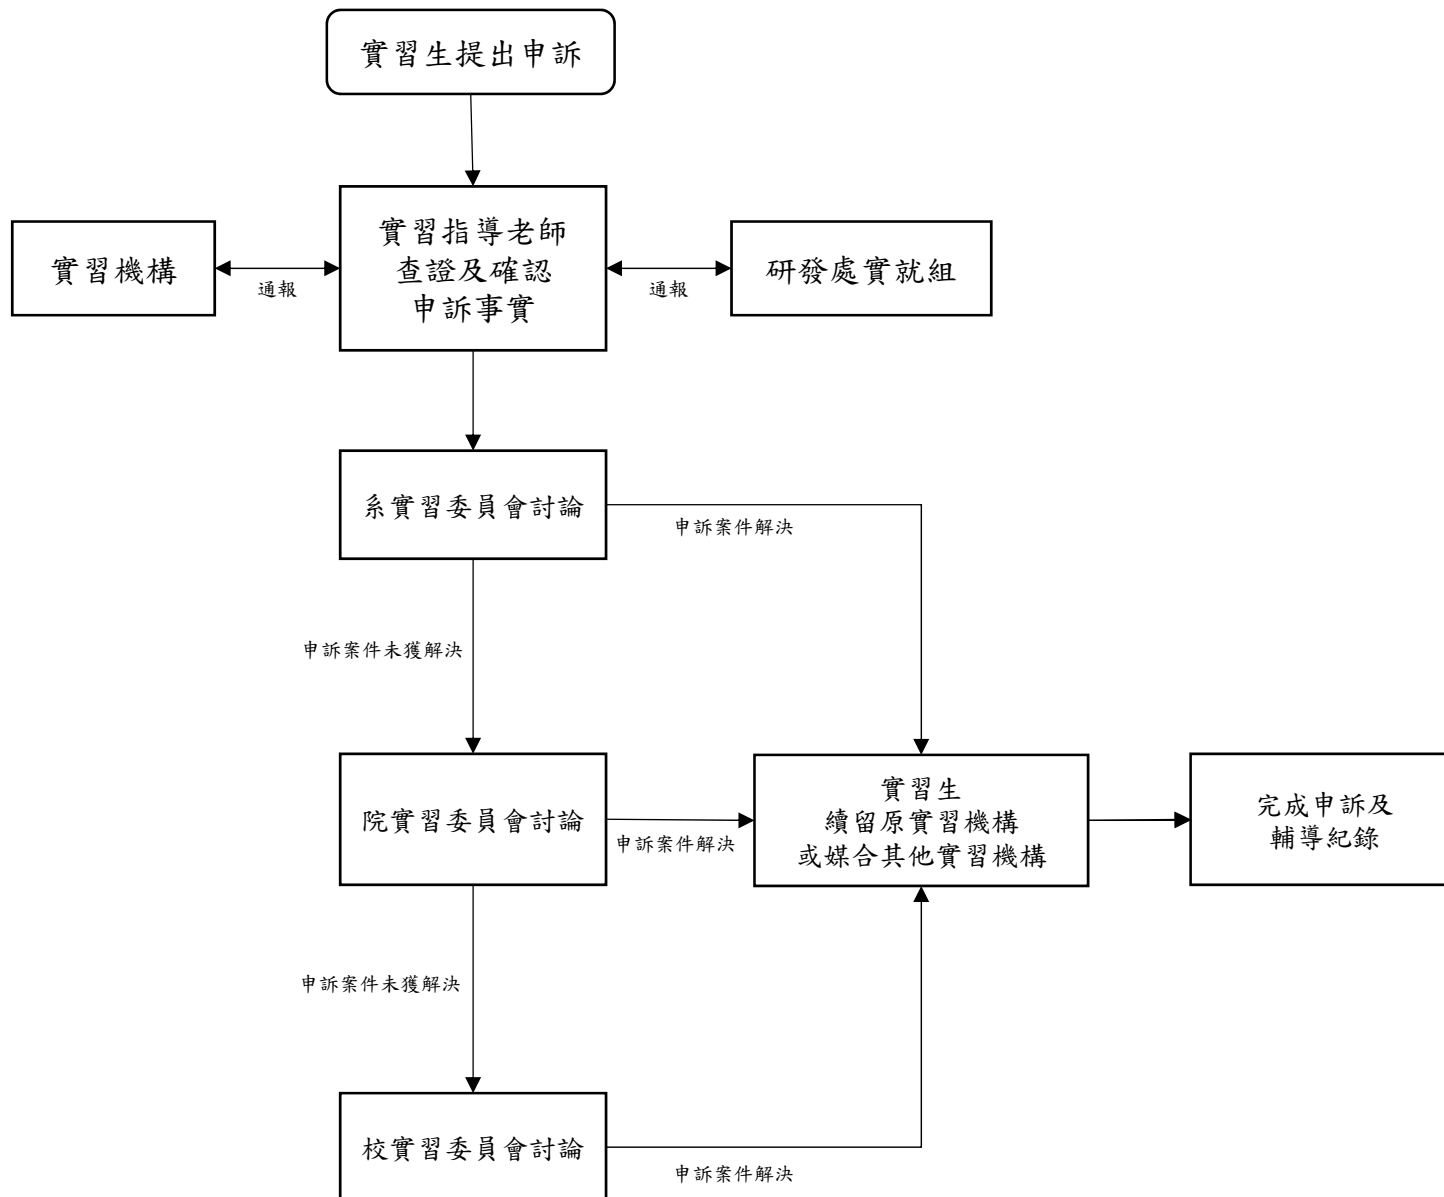 實習生提出申訴
實習機構
通報
實習指導老師
查證及確認
申訴事實
通報
研發處實就組
系實習委員會討論
申訴案件解決
申訴案件未獲解決
院實習委員會討論
申訴案件解決
實習生
續留原實習機構
或媒合其他實習機構
完成申訴及
輔導紀錄
申訴案件未獲解決
校實習委員會討論
申訴案件解決